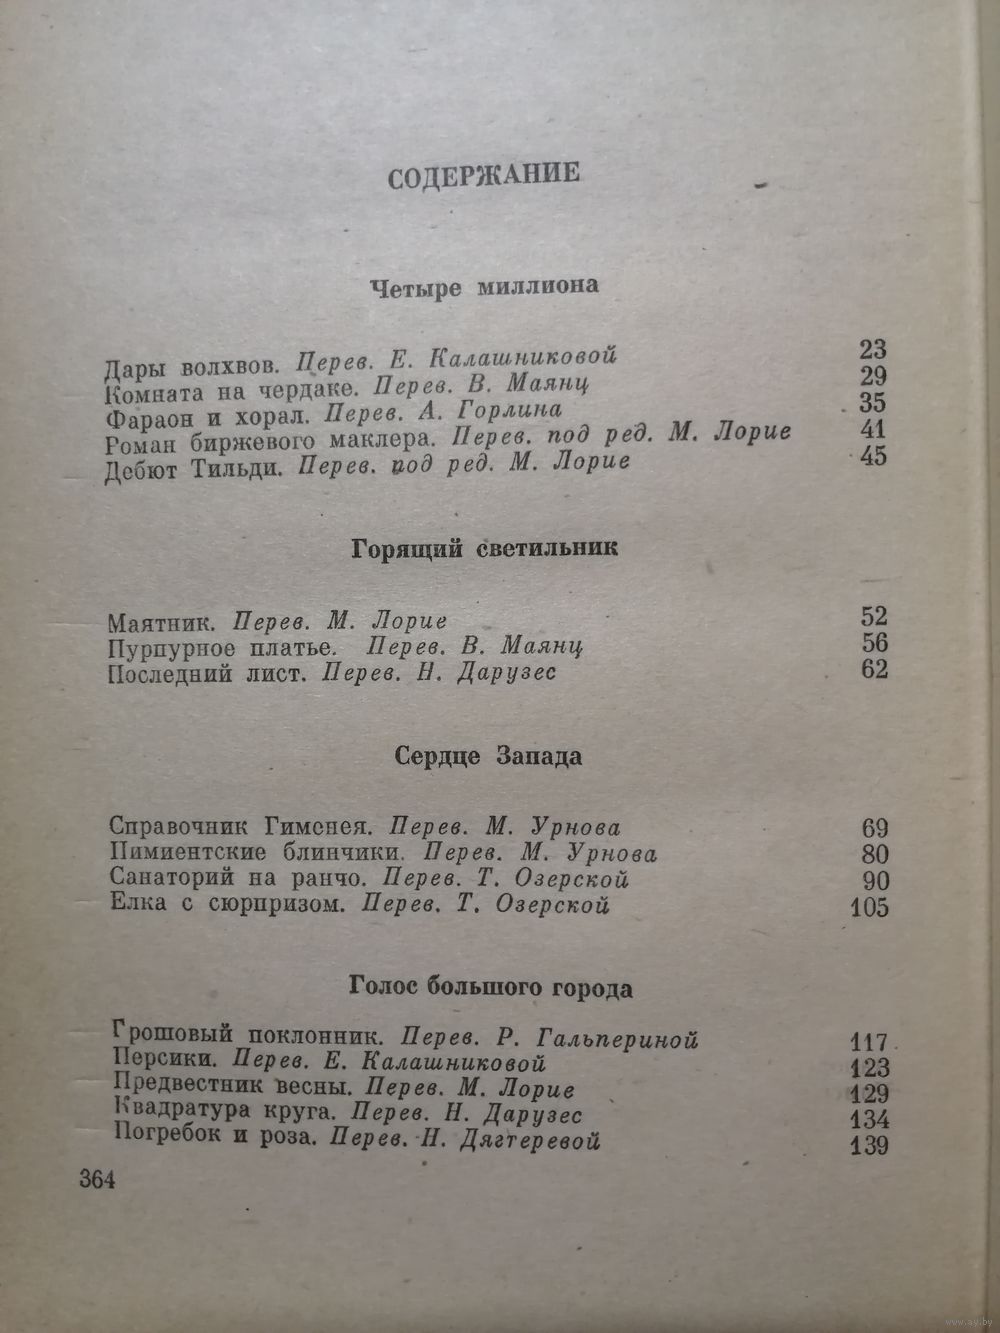 СОДЕРЖАНИЕ
Четыре миллиона
Дары волхвов. Перев. Е. Калашниковой 23
Комната на чердаке. Перев. В. Маянц 29
Фараон и хорал. Перев. А. Горлина 35
Роман биржевого маклера. Перев. под ред. М. Лорие 41
Дебют Тильди. Перев. под ред. М. Лорие 45
Горящий светильник
Маятник. Перев. М. Лорие 52
Пурпурное платье. Перев. В. Маянц 56
Последний лист. Перев. Н. Дарузес 62
Сердце Запада
Справочник Гименея. Перев. М. Урнова 69
Пимиентские блинчики. Перев. М. Урнова 80
Санаторий на ранчо. Перев. Т. Озерской 90
Елка с сюрпризом. Перев. Т. Озерской 105
Голос большого города
Грошовый поклонник. Перев. Р. Гальпериной 117
Персики. Перев. Е. Калашниковой 123
Предвестник весны. Перев. М. Лорие 129
Квадратура круга. Перев. Н. Дарузес 134
Погребок и роза. Перев. Н. Дягтеревой 139
364
www.ay.by